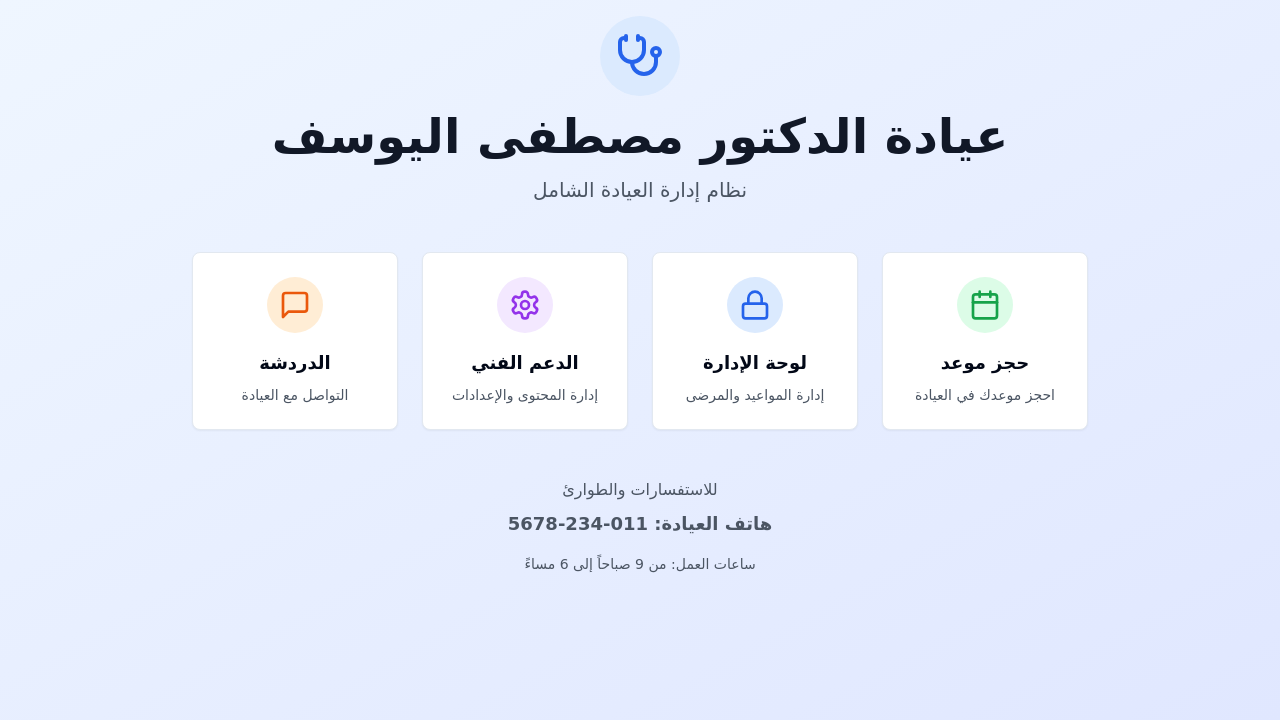 عيادة الدكتور مصطفى اليوسف
نظام إدارة العيادة الشامل
حجز موعد
احجز موعدك في العيادة
لوحة الإدارة
إدارة المواعيد والمرضى
الدعم الفني
إدارة المحتوى والإعدادات
الدردشة
التواصل مع العيادة
للاستفسارات والطوارئ
هاتف العيادة: 011-234-5678
ساعات العمل: من 9 صباحاً إلى 6 مساءً